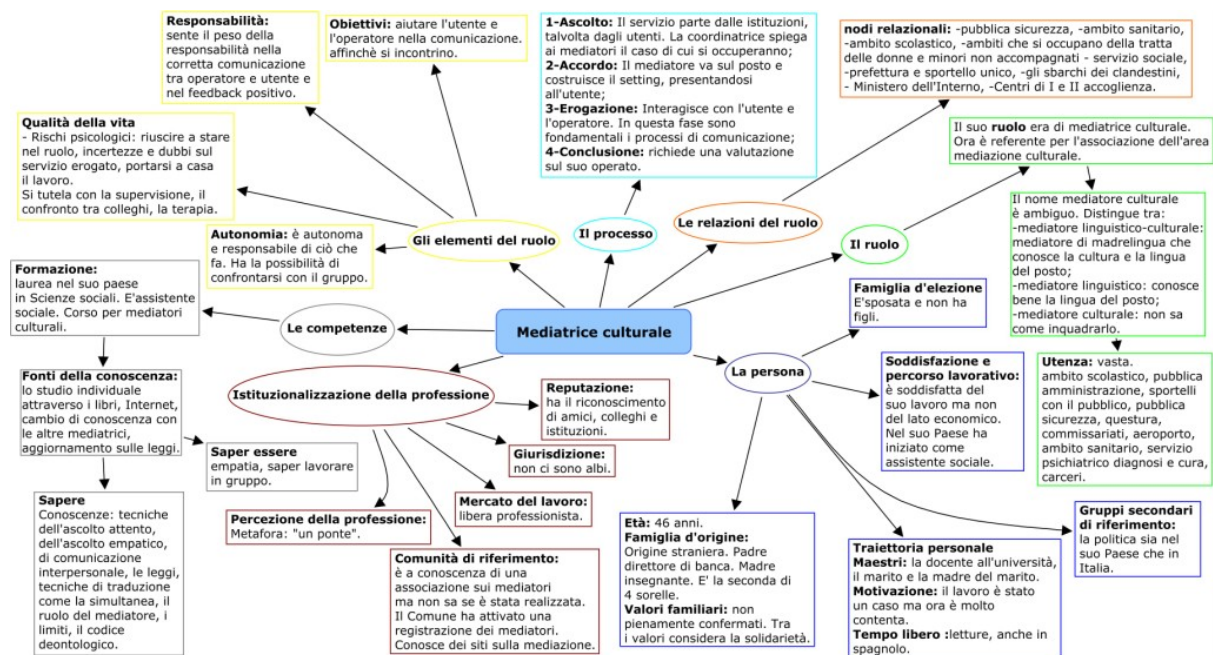 Responsabilità:
sente il peso della
responsabilità nella
corretta comunicazione
tra operatore e utente e
nel feedback positivo.
Obiettivi: aiutare l'utente e
l'operatore nella comunicazione.
affinchè si incontrino.
1-Ascolto: Il servizio parte dalle istituzioni,
talvolta dagli utenti. La coordinatrice spiega
ai mediatori il caso di cui si occuperanno;
2-Accordo: Il mediatore va sul posto e
costruisce il setting, presentandosi
all'utente;
3-Erogazione: Interagisce con l'utente e
l'operatore. In questa fase sono
fondamentali i processi di comunicazione;
4-Conclusione: richiede una valutazione
sul suo operato.
nodi relazionali: -pubblica sicurezza, -ambito sanitario,
-ambito scolastico, -ambiti che si occupano della tratta
delle donne e minori non accompagnati - servizio sociale,
-prefettura e sportello unico, -gli sbarchi dei clandestini,
- Ministero dell'Interno, -Centri di I e II accoglienza.
Qualità della vita
- Rischi psicologici: riuscire a stare
nel ruolo, incertezze e dubbi sul
servizio erogato, portarsi a casa
il lavoro.
Si tutela con la supervisione, il
confronto tra colleghi, la terapia.
Il suo ruolo era di mediatrice culturale.
Ora è referente per l'associazione dell'area
mediazione culturale.
Autonomia: è autonoma
e responsabile di ciò che
fa. Ha la possibilità di
confrontarsi con il gruppo.
Gli elementi del ruolo
Il processo
Le relazioni del ruolo
Il ruolo
Il nome mediatore culturale
è ambiguo. Distingue tra:
-mediatore linguistico-culturale:
mediatore di madrelingua che
conosce la cultura e la lingua
del posto;
-mediatore linguistico: conosce
bene la lingua del posto;
-mediatore culturale: non sa
come inquadrarlo.
Formazione:
laurea nel suo paese
in Scienze sociali. E'assistente
sociale. Corso per mediatori
culturali.
Le competenze
Mediatrice culturale
Famiglia d'elezione
E'sposata e non ha
figli.
La persona
Fonti della conoscenza:
lo studio individuale
attraverso i libri, Internet,
cambio di conoscenza con
le altre mediatrici,
aggiornamento sulle leggi.
Istituzionalizzazione della professione
Reputazione:
ha il riconoscimento
di amici, colleghi e
istituzioni.
Soddisfazione e
percorso lavorativo:
è soddisfatta del
suo lavoro ma non
del lato economico.
Nel suo Paese ha
iniziato come
assistente sociale.
Utenza: vasta.
ambito scolastico, pubblica
amministrazione, sportelli
con il pubblico, pubblica
sicurezza, questura,
commissariati, aeroporto,
ambito sanitario, servizio
psichiatrico diagnosi e cura,
carceri.
Saper essere
empatia, saper lavorare
in gruppo.
Giurisdizione:
non ci sono albi.
Mercato del lavoro:
libera professionista.
Sapere
Conoscenze: tecniche
dell'ascolto attento,
dell'ascolto empatico,
di comunicazione
interpersonale, le leggi,
tecniche di traduzione
come la simultanea, il
ruolo del mediatore, i
limiti, il codice
deontologico.
Percezione della professione:
Metafora: "un ponte".
Comunità di riferimento:
è a conoscenza di una
associazione sui mediatori
ma non sa se è stata realizzata.
Il Comune ha attivato una
registrazione dei mediatori.
Conosce dei siti sulla mediazione.
Età: 46 anni.
Famiglia d'origine:
Origine straniera. Padre
direttore di banca. Madre
insegnante. E' la seconda di
4 sorelle.
Valori familiari: non
pienamente confermati. Tra
i valori considera la solidarietà.
Traiettoria personale
Maestri: la docente all'università,
il marito e la madre del marito.
Motivazione: il lavoro è stato
un caso ma ora è molto
contenta.
Tempo libero :letture, anche in
spagnolo.
Gruppi secondari
di riferimento:
la politica sia nel
suo Paese che in
Italia.